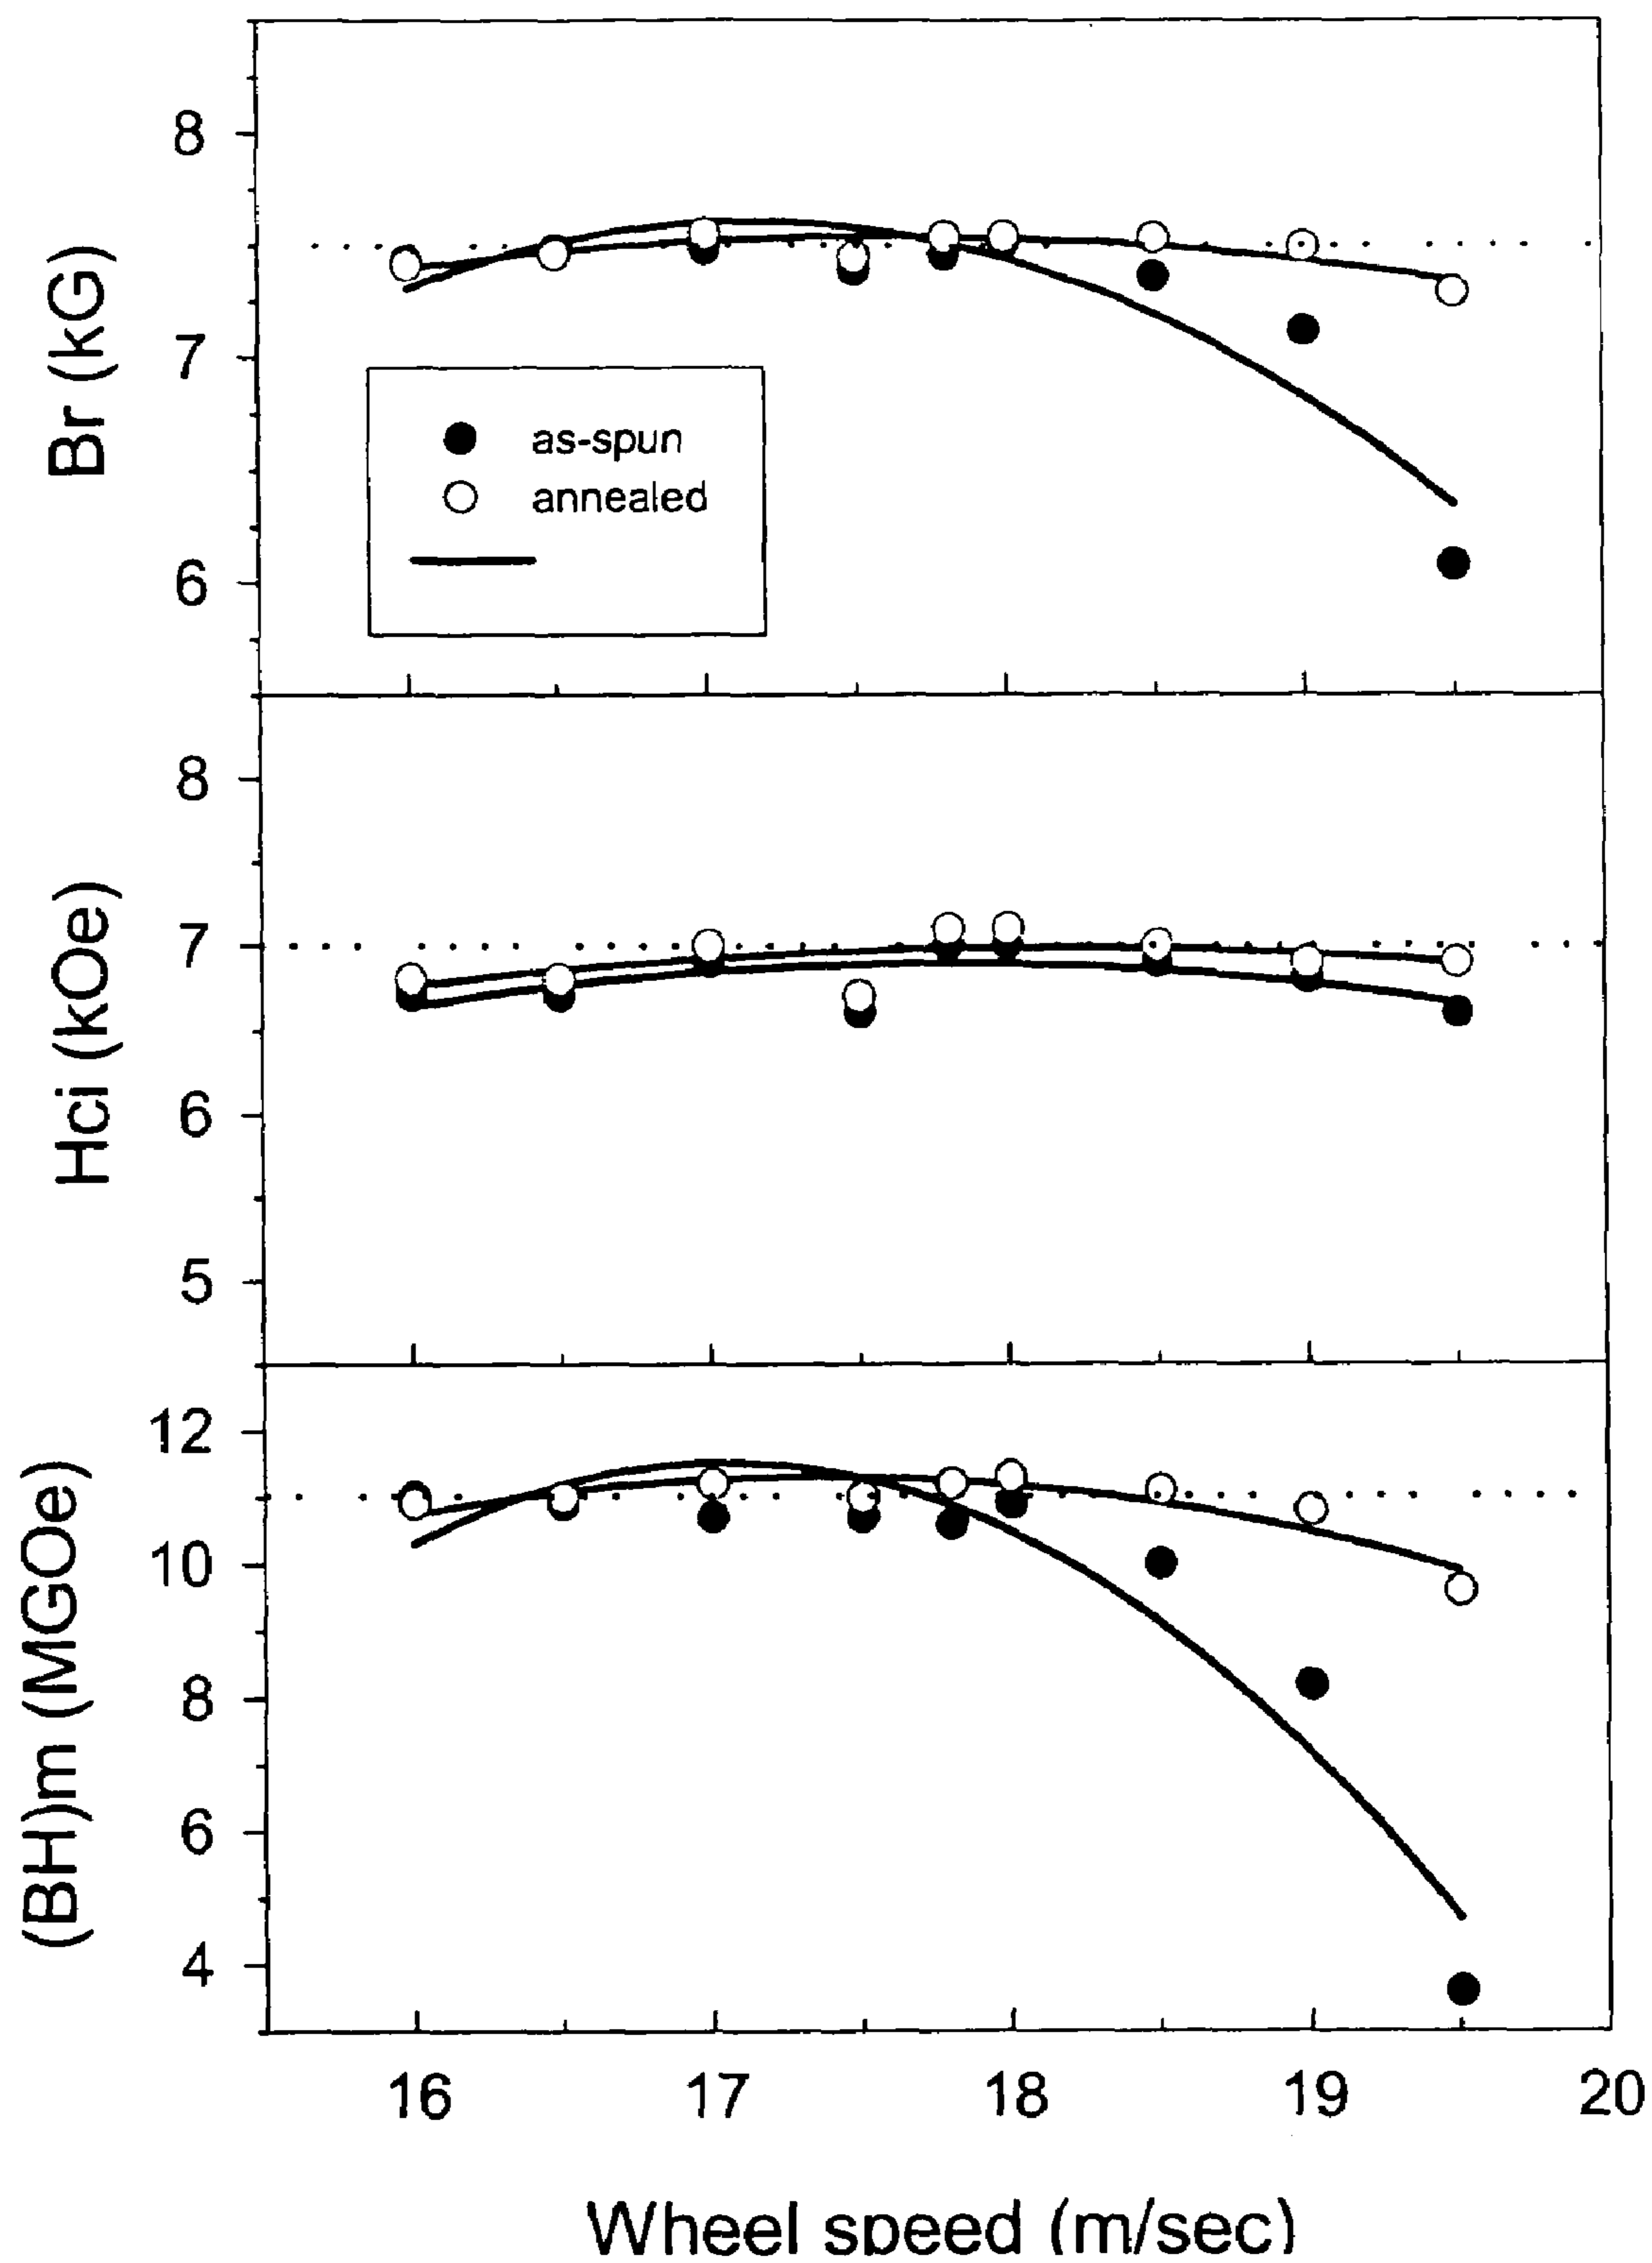 Br (kG)
8
7
6
as-spun
annealed
Hci (kOe)
8
7
6
5
(BH)m (MGOe)
12
10
8
6
4
16 17 18 19 20
Wheel speed (m/sec)